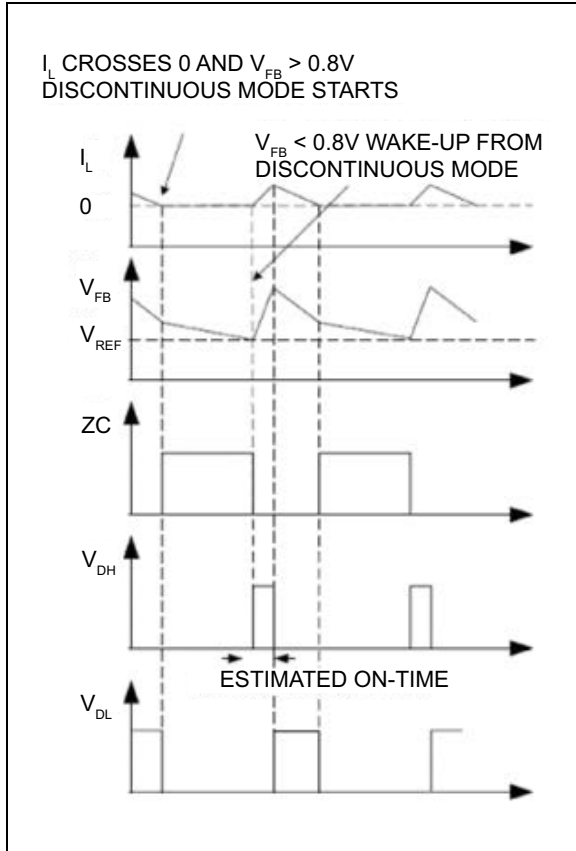 I_L CROSSES 0 AND V_FB > 0.8V
DISCONTINUOUS MODE STARTS
V_FB < 0.8V WAKE-UP FROM
DISCONTINUOUS MODE
I_L
0
V_FB
V_REF
ZC
V_DH
ESTIMATED ON-TIME
V_DL